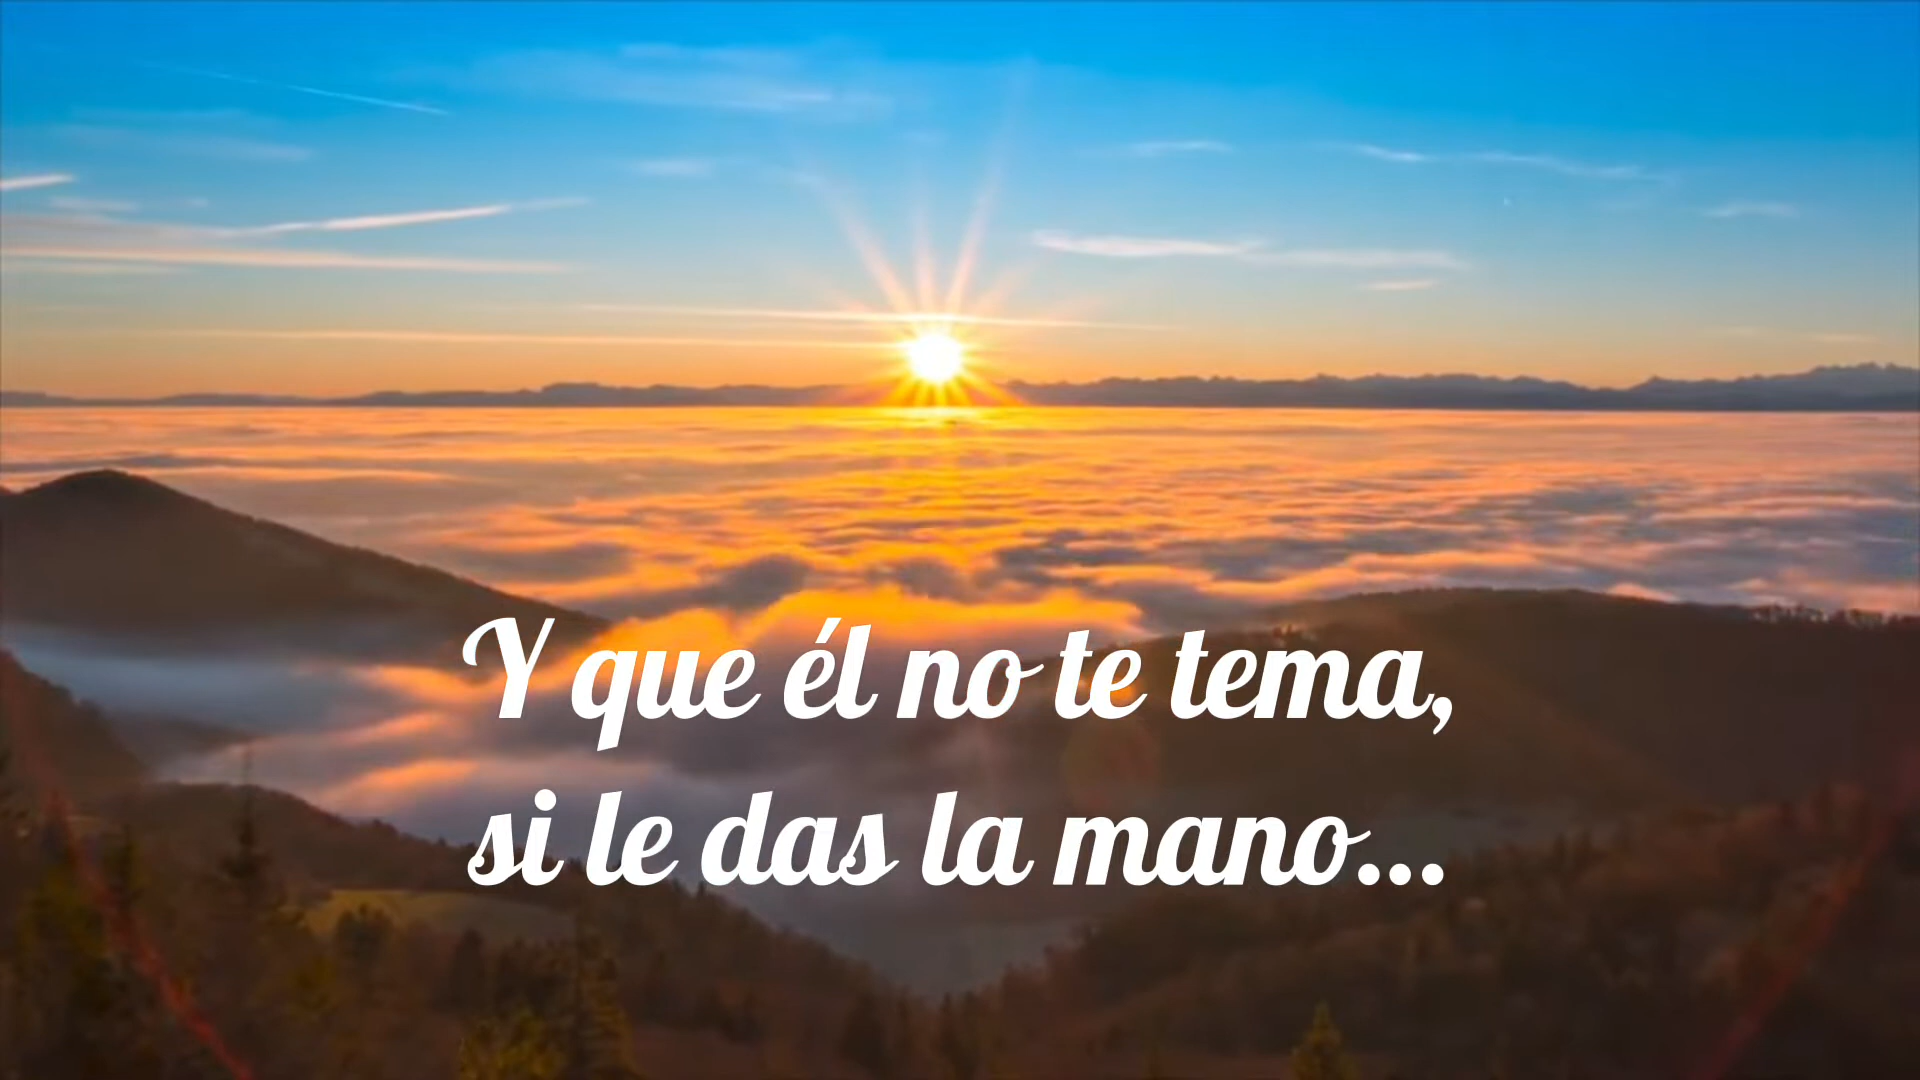 Y que él no te tema,
si le das la mano...